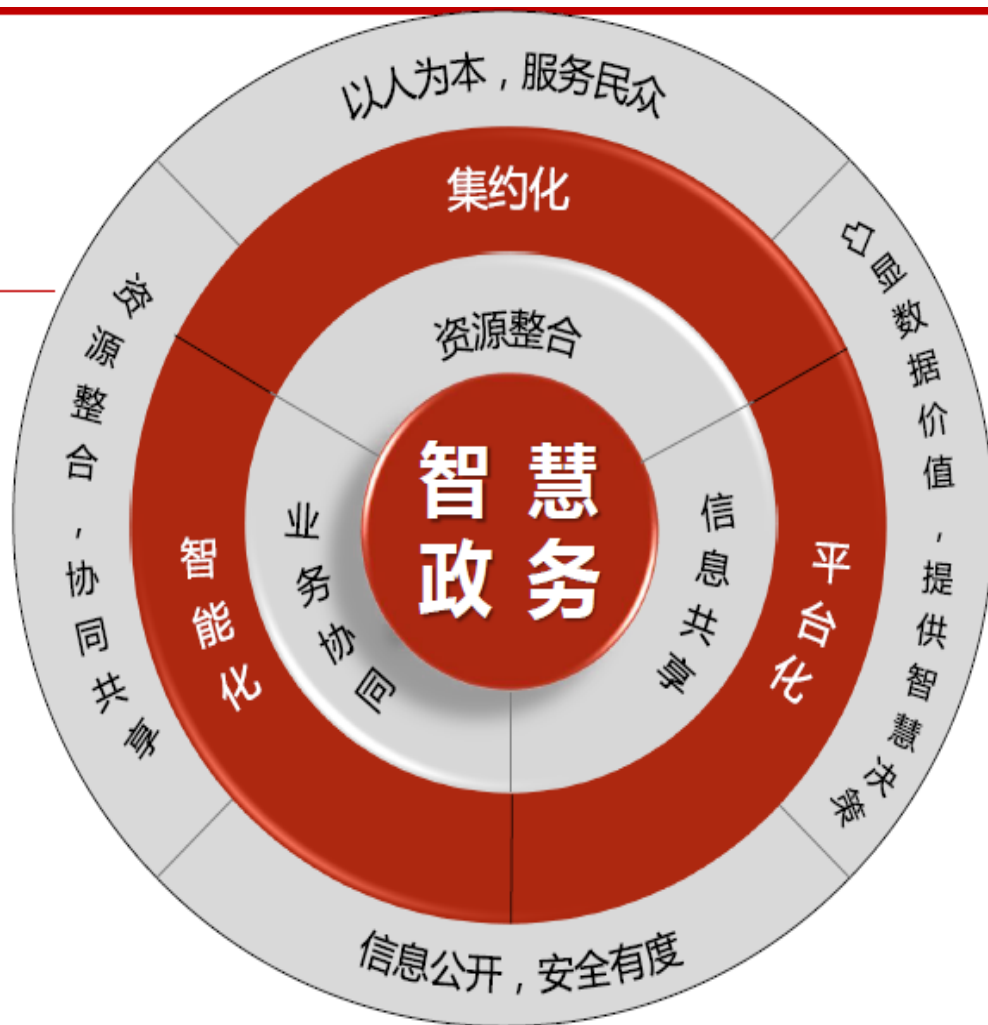 以人为本，服务民众
集约化
资源整合
智慧
政务
业务协同
信息共享
智能化
平台化
资源整合，协同共享
凸显数据价值，提供智慧决策
信息公开，安全有度